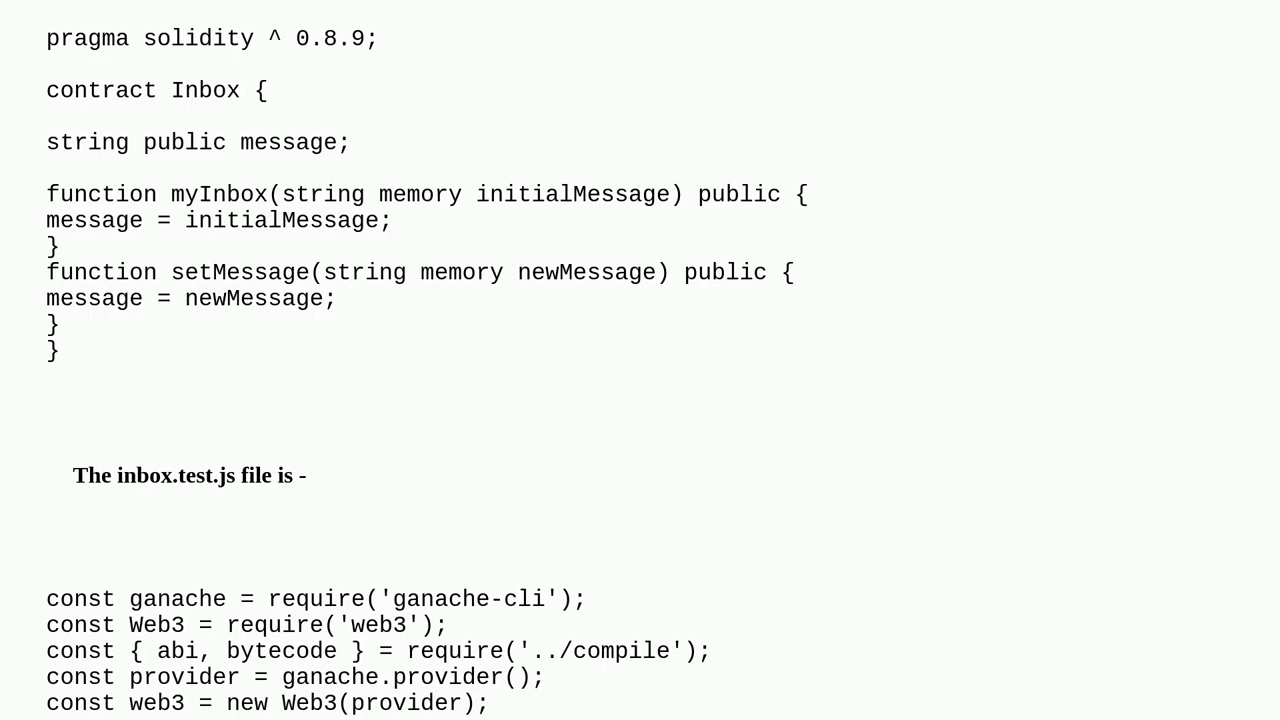 pragma solidity ^ 0.8.9;
contract Inbox {
string public message;
function myInbox(string memory initialMessage) public {
message = initialMessage;
}
function setMessage(string memory newMessage) public {
message = newMessage;
}
}
The inbox.test.js file is -
const ganache = require('ganache-cli');
const Web3 = require('web3');
const { abi, bytecode } = require('../compile');
const provider = ganache.provider();
const web3 = new Web3(provider);